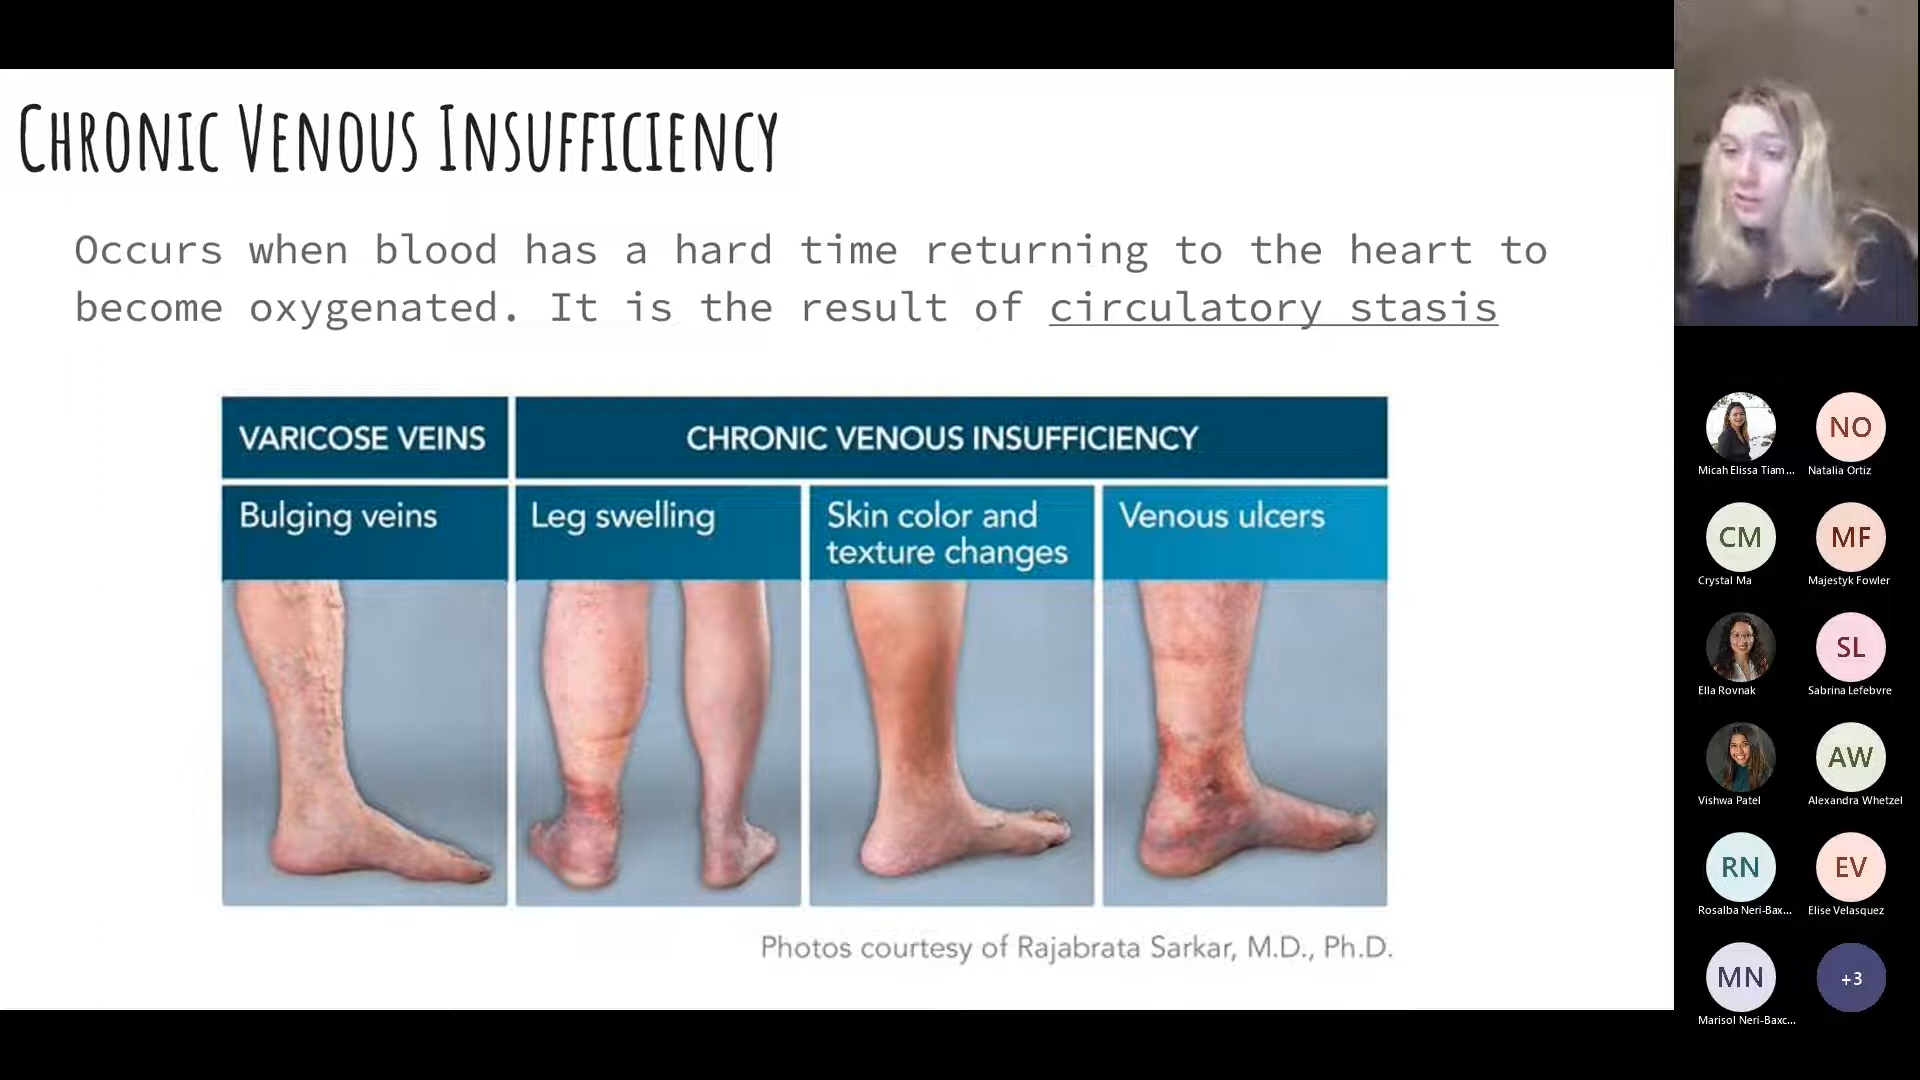 Chronic Venous Insufficiency
Occurs when blood has a hard time returning to the heart to
become oxygenated. It is the result of circulatory stasis
VARICOSE VEINS
CHRONIC VENOUS INSUFFICIENCY
Bulging veins
Leg swelling
Skin color and
texture changes
Venous ulcers
Photos courtesy of Rajabrata Sarkar, M.D., Ph.D.
Micah Elissa Tiam...
NO
Natalia Ortiz
CM
Crystal Ma
MF
Majestyk Fowler
Ella Rovnak
SL
Sabrina Lefebvre
Vishwa Patel
AW
Alexandra Whetzel
RN
Rosalba Neri-Bax...
EV
Elise Velasquez
MN
Marisol Neri-Baxc...
+3